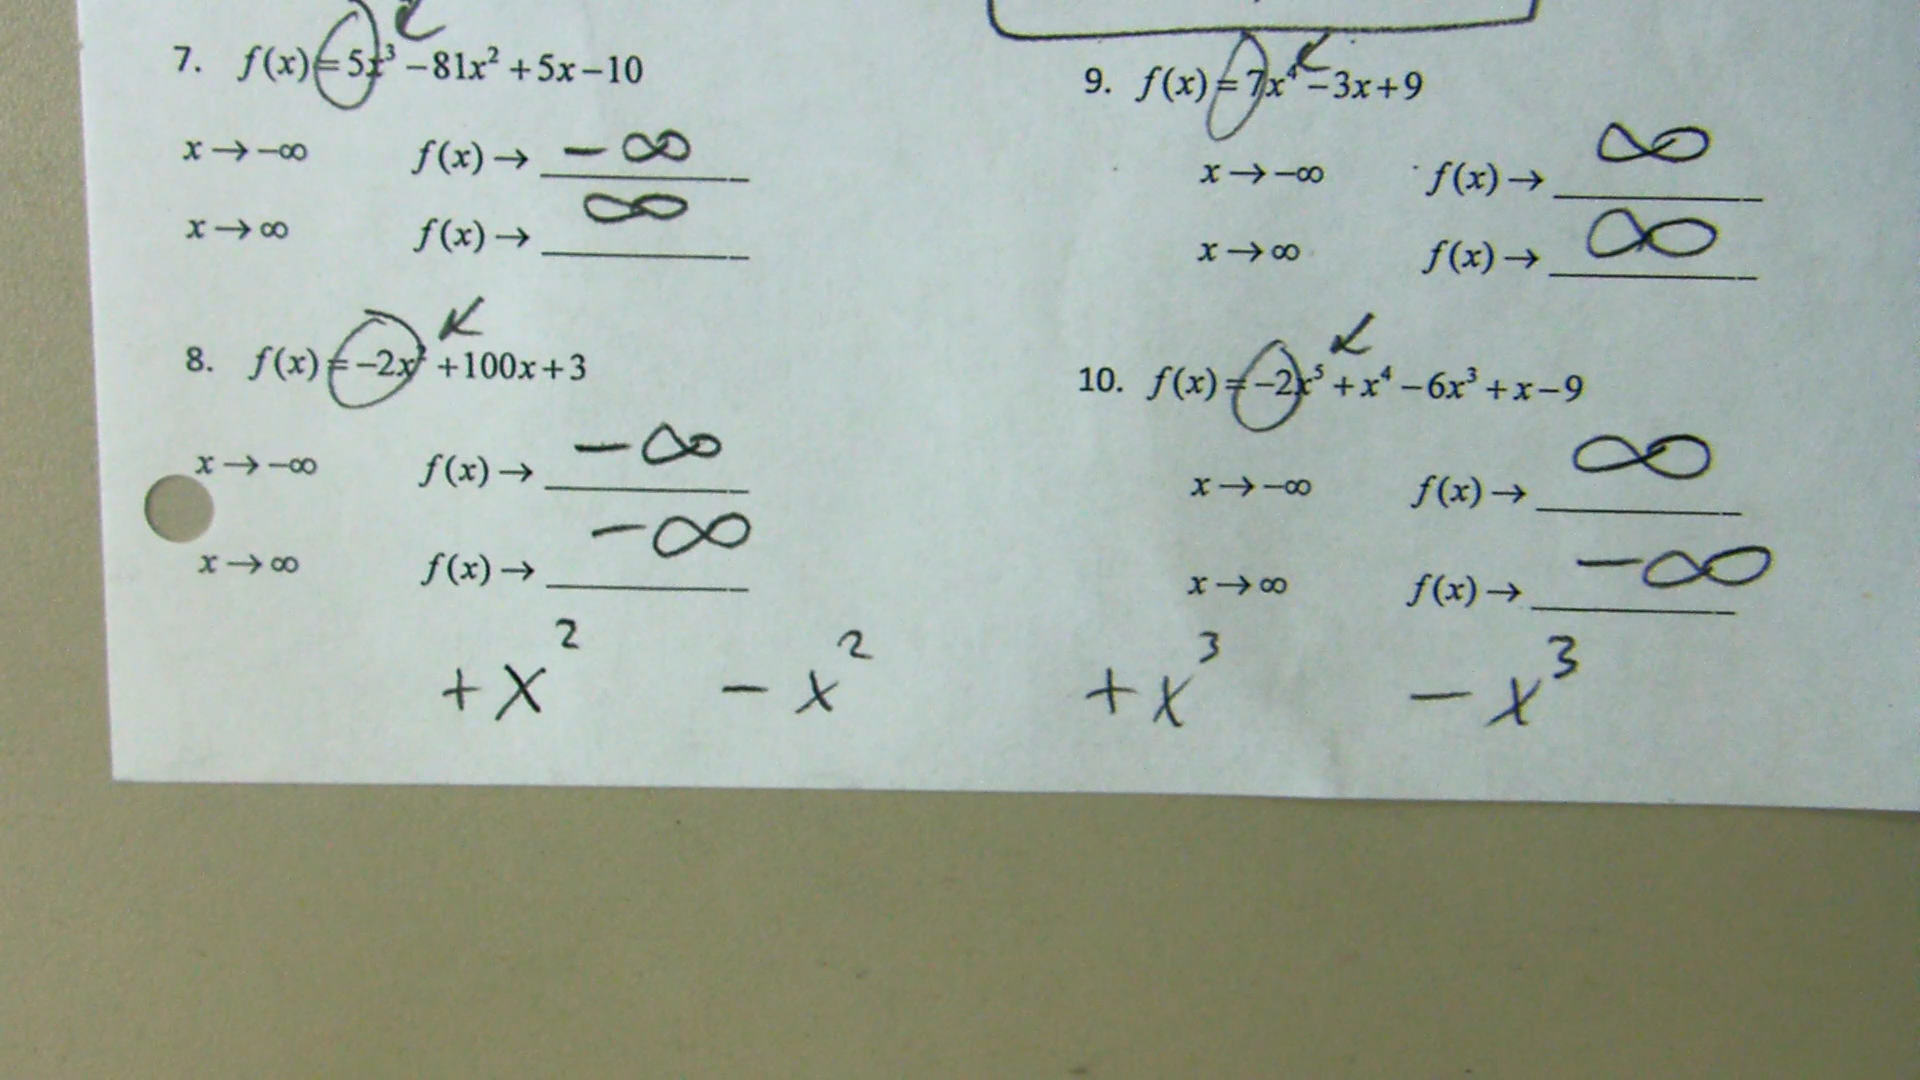 7. f(x) = 5x³ − 81x² + 5x − 10
x → −∞ f(x) → − ∞
x → ∞ f(x) → ∞
8. f(x) = −2x² + 100x + 3
x → −∞ f(x) → − ∞
x → ∞ f(x) → − ∞
9. f(x) = 7x⁴ − 3x + 9
x → −∞ f(x) → ∞
x → ∞ f(x) → ∞
10. f(x) = −2x⁵ + x⁴ − 6x³ + x − 9
x → −∞ f(x) → ∞
x → ∞ f(x) → − ∞
+ x² − x² + x³ − x³